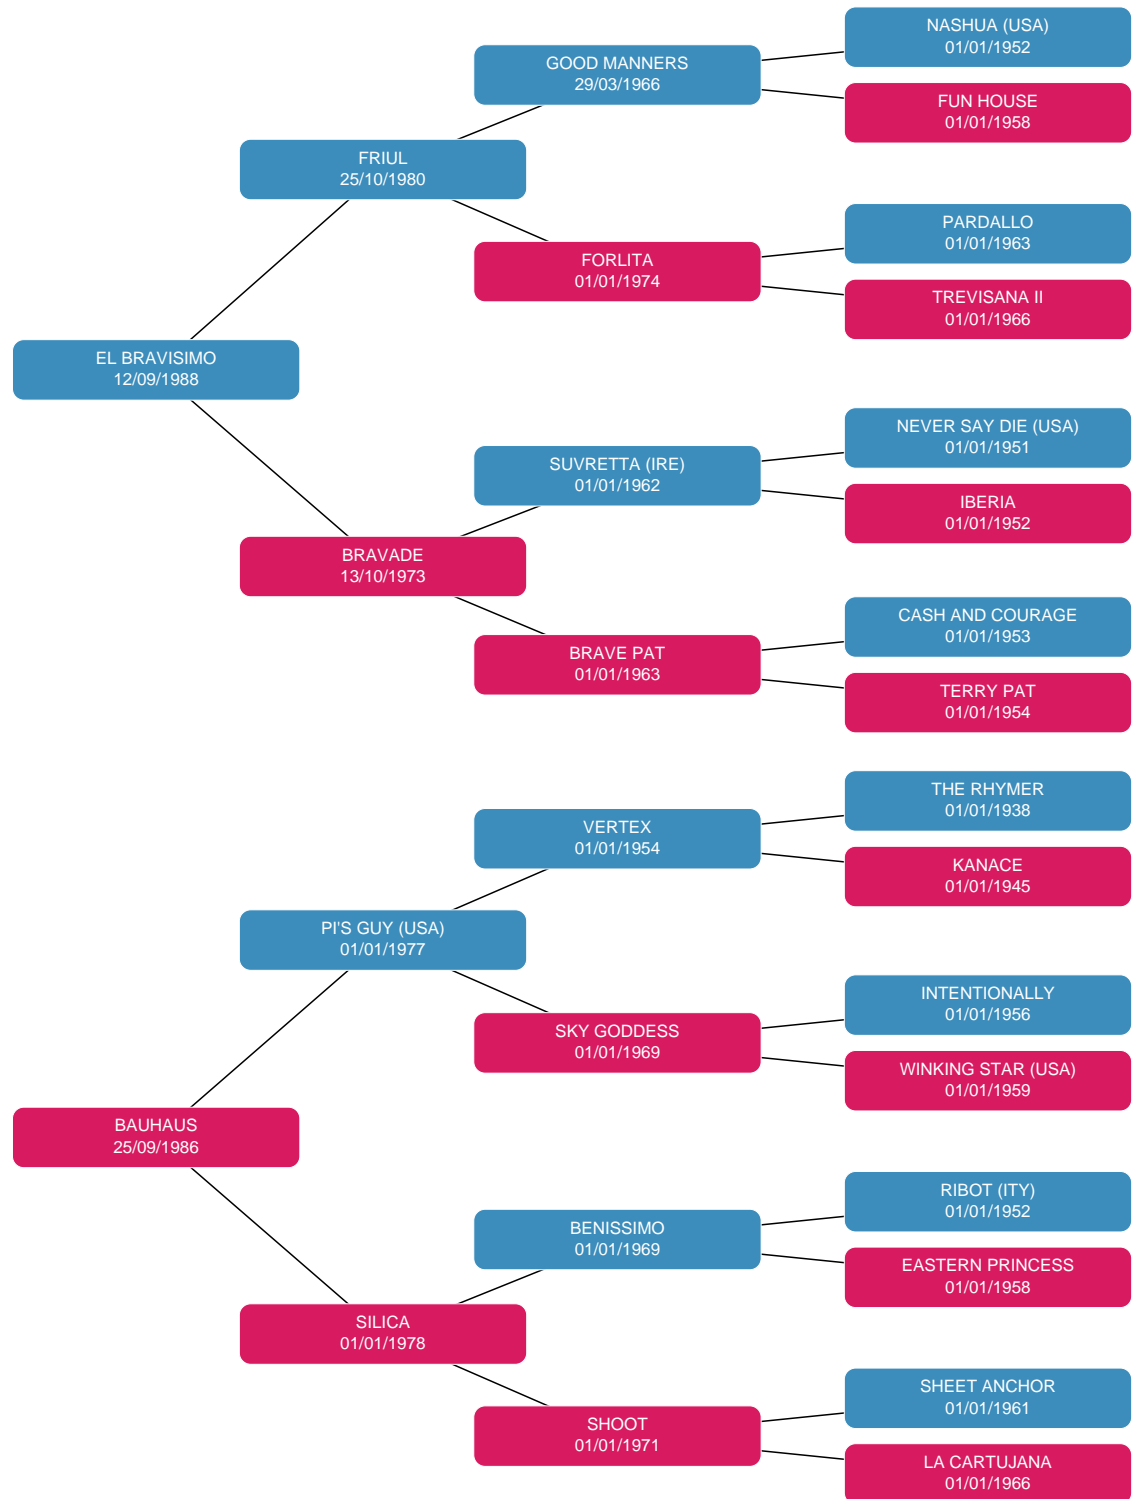 NASHUA (USA)
01/01/1952
GOOD MANNERS
29/03/1966
FUN HOUSE
01/01/1958
FRIUL
25/10/1980
PARDALLO
01/01/1963
FORLITA
01/01/1974
TREVISANA II
01/01/1966
EL BRAVISIMO
12/09/1988
NEVER SAY DIE (USA)
01/01/1951
SUVRETTA (IRE)
01/01/1962
IBERIA
01/01/1952
BRAVADE
13/10/1973
CASH AND COURAGE
01/01/1953
BRAVE PAT
01/01/1963
TERRY PAT
01/01/1954
THE RHYMER
01/01/1938
VERTEX
01/01/1954
KANACE
01/01/1945
PI'S GUY (USA)
01/01/1977
INTENTIONALLY
01/01/1956
SKY GODDESS
01/01/1969
WINKING STAR (USA)
01/01/1959
BAUHAUS
25/09/1986
RIBOT (ITY)
01/01/1952
BENISSIMO
01/01/1969
EASTERN PRINCESS
01/01/1958
SILICA
01/01/1978
SHEET ANCHOR
01/01/1961
SHOOT
01/01/1971
LA CARTUJANA
01/01/1966